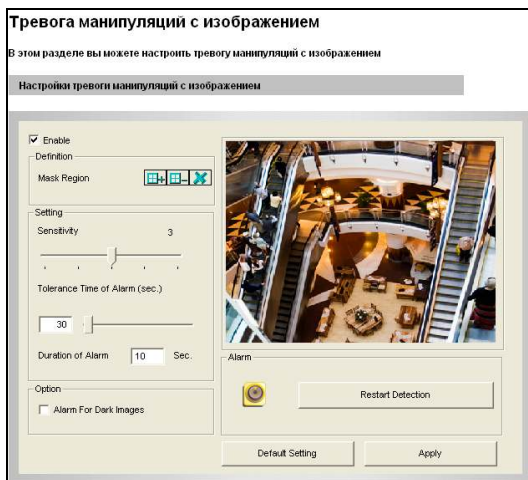 Тревога манипуляций с изображением
В этом разделе вы можете настроить тревогу манипуляций с изображением
Настройки тревоги манипуляций с изображением
Enable
Definition
Mask Region
Setting
Sensitivity 3
Tolerance Time of Alarm (sec.)
30
Duration of Alarm 10 Sec.
Option
Alarm For Dark Images
Alarm
Restart Detection
Default Setting Apply